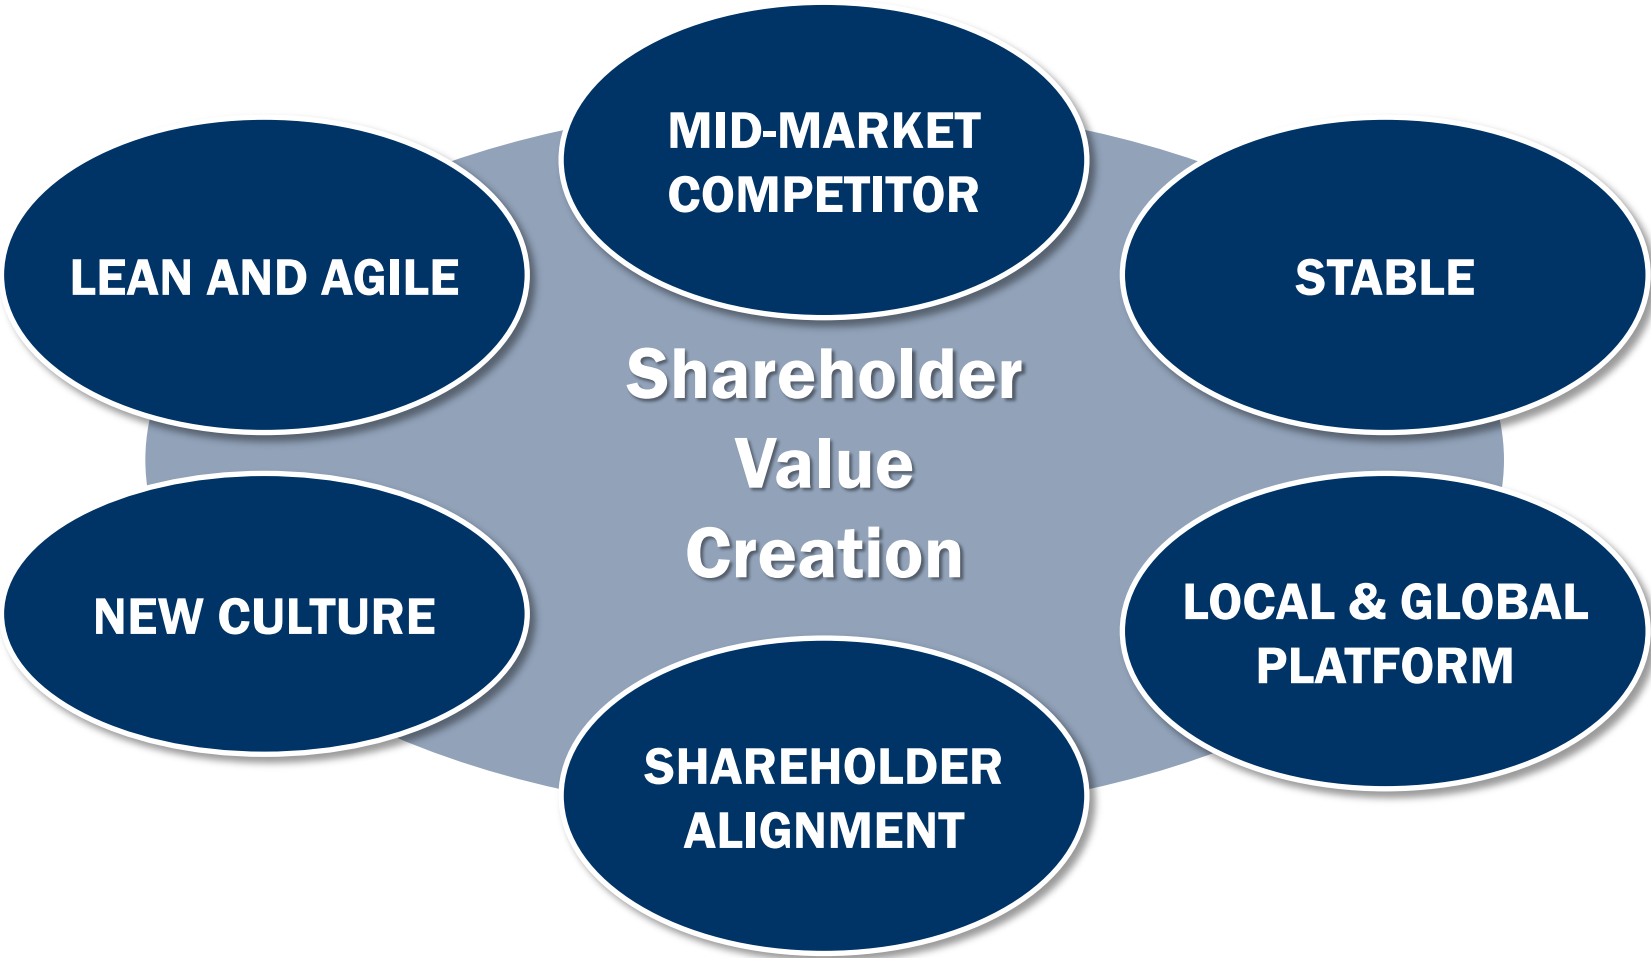 MID-MARKET
COMPETITOR
LEAN AND AGILE
STABLE
Shareholder
Value
Creation
NEW CULTURE
LOCAL & GLOBAL
PLATFORM
SHAREHOLDER
ALIGNMENT